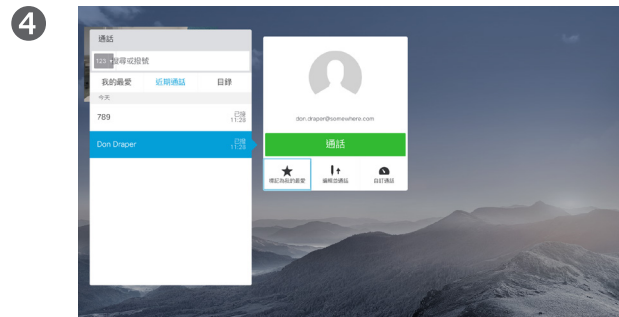 4
通話
123 搜尋或撥號
我的最愛 近期通話 目錄
今天
789 已撥 11:29
Don Draper 已撥 11:29
don.draper@somewhere.com
通話
標記為我的最愛 編輯並通話 自訂通話